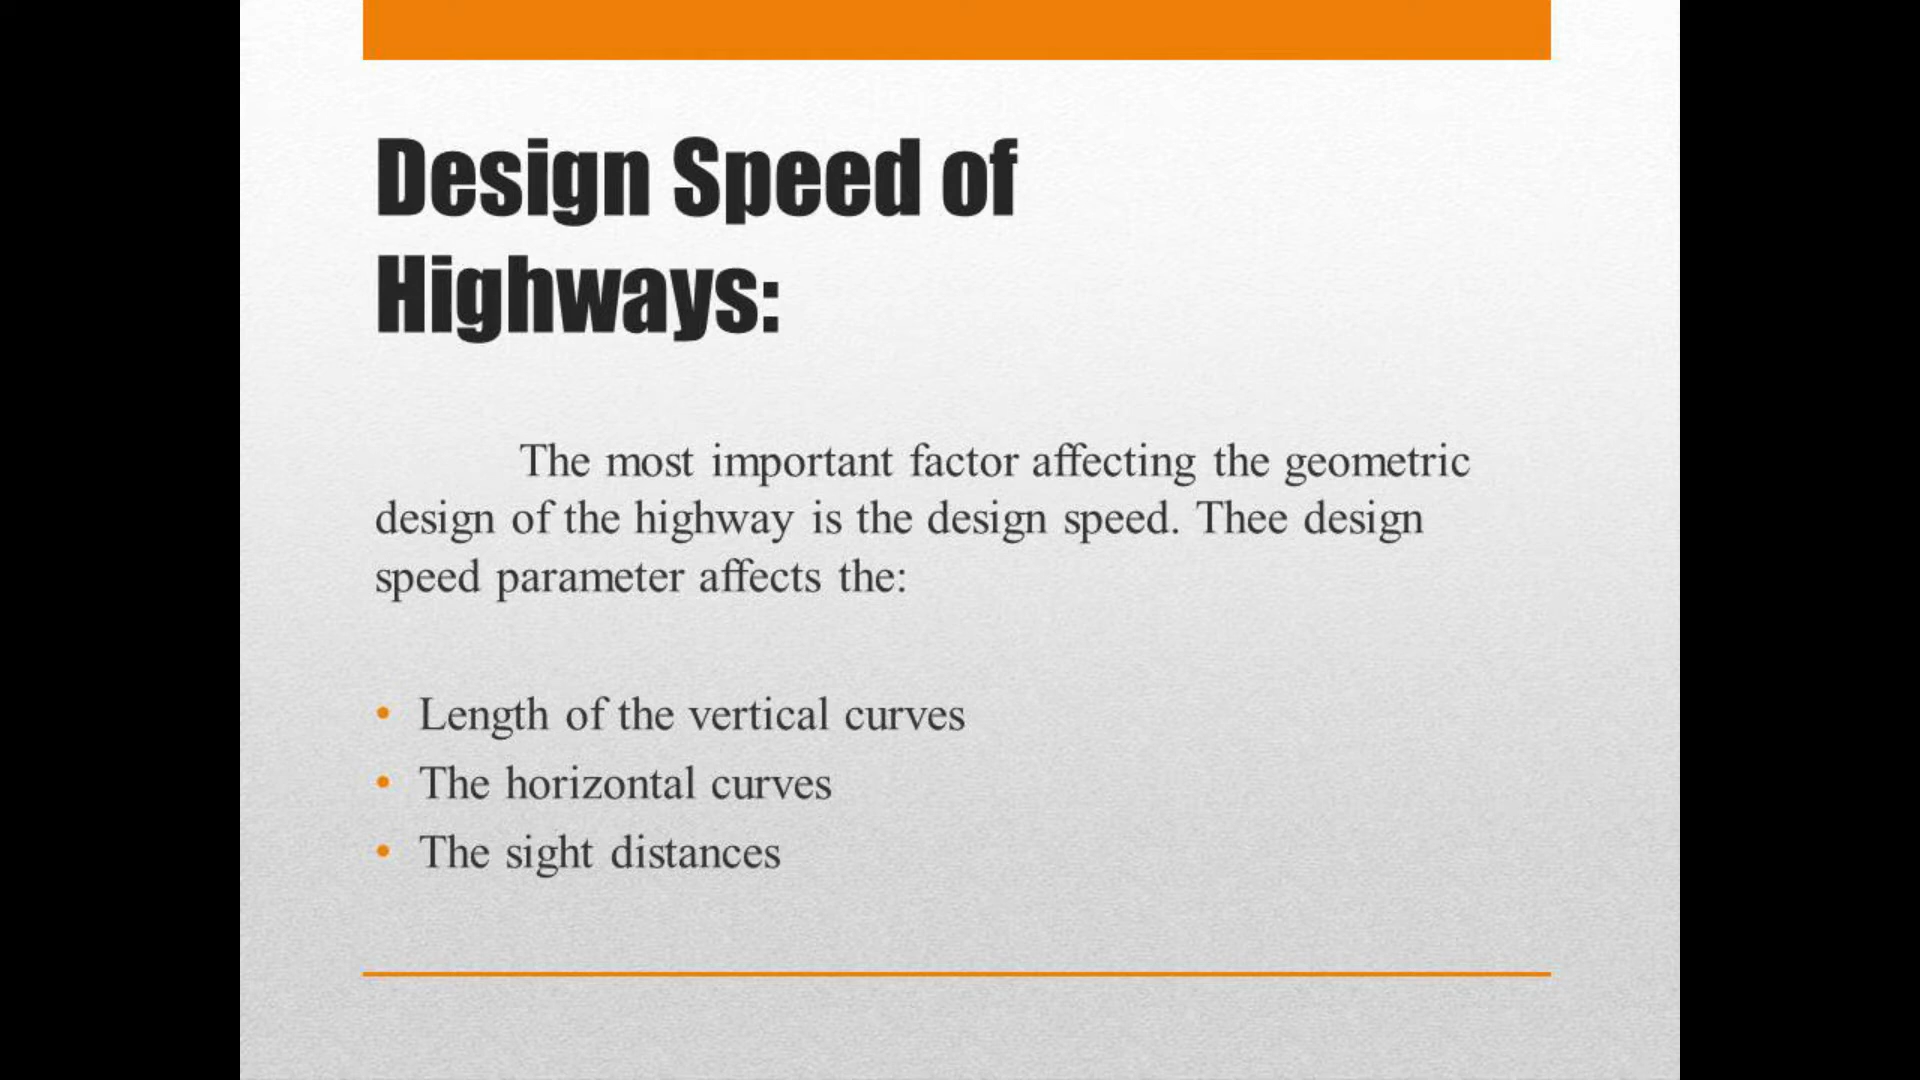 Design Speed of
Highways:
The most important factor affecting the geometric
design of the highway is the design speed. Thee design
speed parameter affects the:
• Length of the vertical curves
• The horizontal curves
• The sight distances